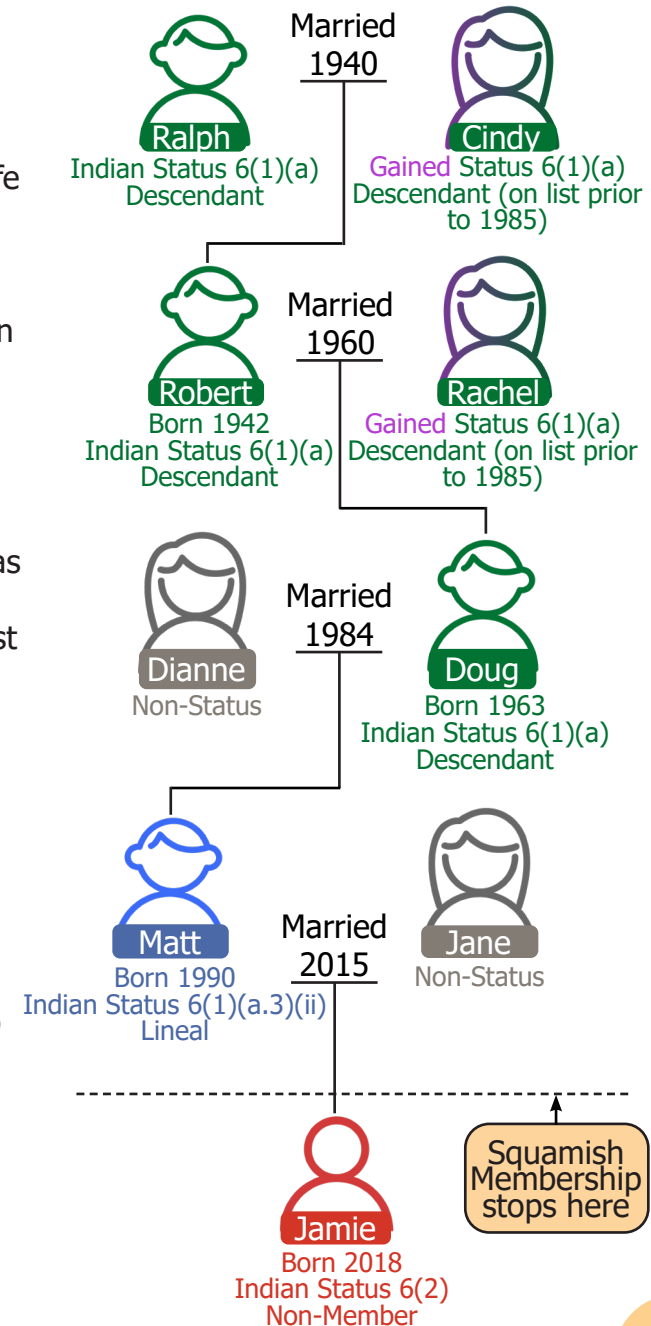 Married
1940
Ralph
Indian Status 6(1)(a)
Descendant
Cindy
Gained Status 6(1)(a)
Descendant (on list prior
to 1985)
fe
Married
1960
n
Robert
Born 1942
Indian Status 6(1)(a)
Descendant
Rachel
Gained Status 6(1)(a)
Descendant (on list prior
to 1985)
as
st
Married
1984
Dianne
Non-Status
Doug
Born 1963
Indian Status 6(1)(a)
Descendant
Married
2015
Matt
Born 1990
Indian Status 6(1)(a.3)(ii)
Lineal
Jane
Non-Status
Squamish
Membership
stops here
Jamie
Born 2018
Indian Status 6(2)
Non-Member